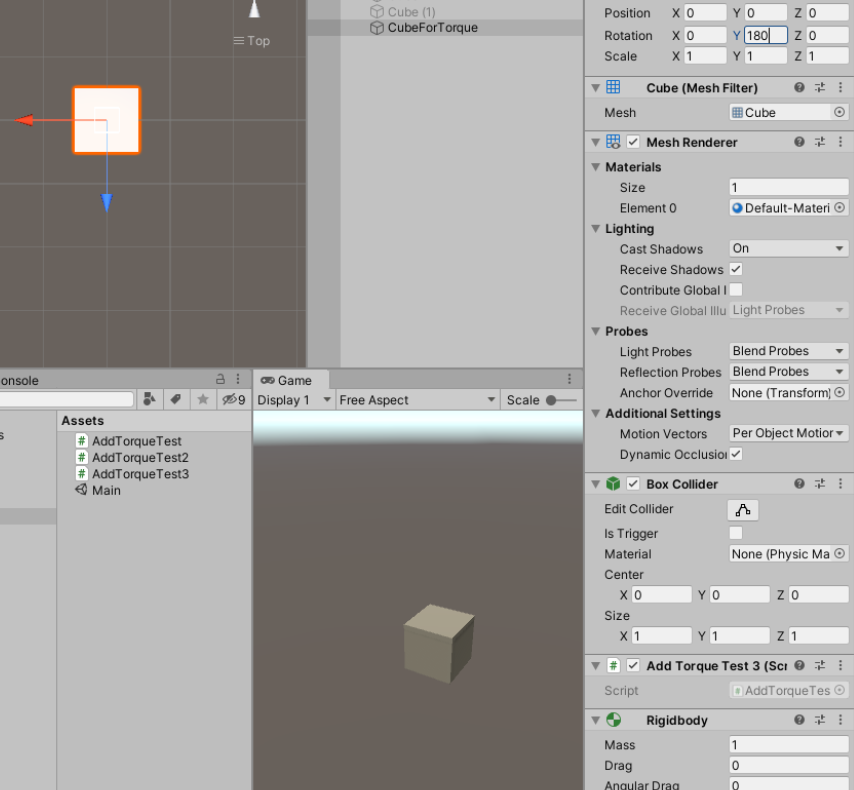 Cube (1)
CubeForTorque
Top
Position X 0 Y 0 Z 0
Rotation X 0 Y 180 Z 0
Scale X 1 Y 1 Z 1
Cube (Mesh Filter)
Mesh Cube
Mesh Renderer
Materials
Size 1
Element 0 Default-Materi
Lighting
Cast Shadows On
Receive Shadows
Contribute Global I
Receive Global Illu Light Probes
Probes
Light Probes Blend Probes
Reflection Probes Blend Probes
Anchor Override None (Transform)
Additional Settings
Motion Vectors Per Object Motior
Dynamic Occlusion
Box Collider
Edit Collider
Is Trigger
Material None (Physic Ma
Center
X 0 Y 0 Z 0
Size
X 1 Y 1 Z 1
Add Torque Test 3 (Scr
Script AddTorqueTes
Rigidbody
Mass 1
Drag 0
Angular Drag 0
onsole
9
s
Assets
AddTorqueTest
AddTorqueTest2
AddTorqueTest3
Main
Game
Display 1 Free Aspect Scale